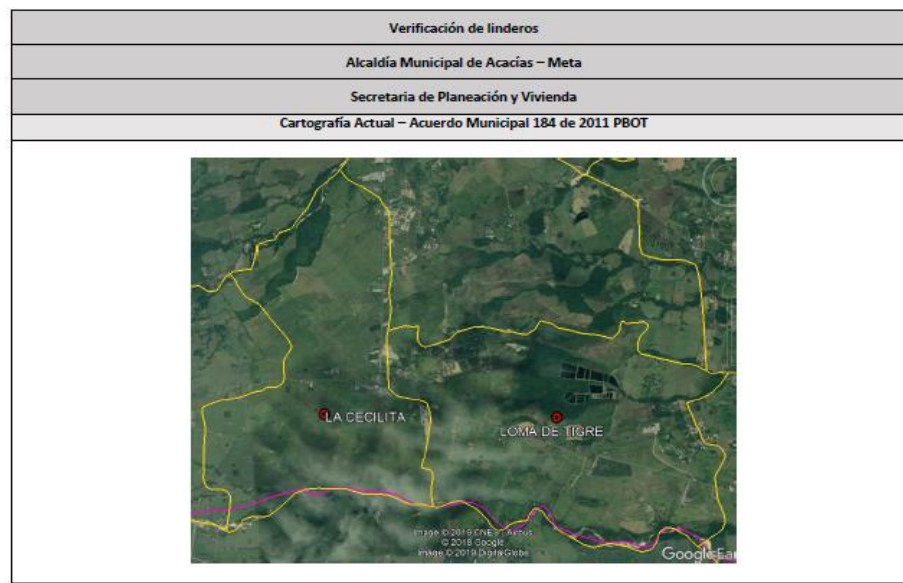 Verificación de linderos
Alcaldía Municipal de Acacías – Meta
Secretaria de Planeación y Vivienda
Cartografía Actual – Acuerdo Municipal 184 de 2011 PBOT
LA CECILITA
LOMA DE TIGRE
Image © 2019 CNES / Airbus
© 2018 Google
Image © 2019 DigitalGlobe
Google Ear